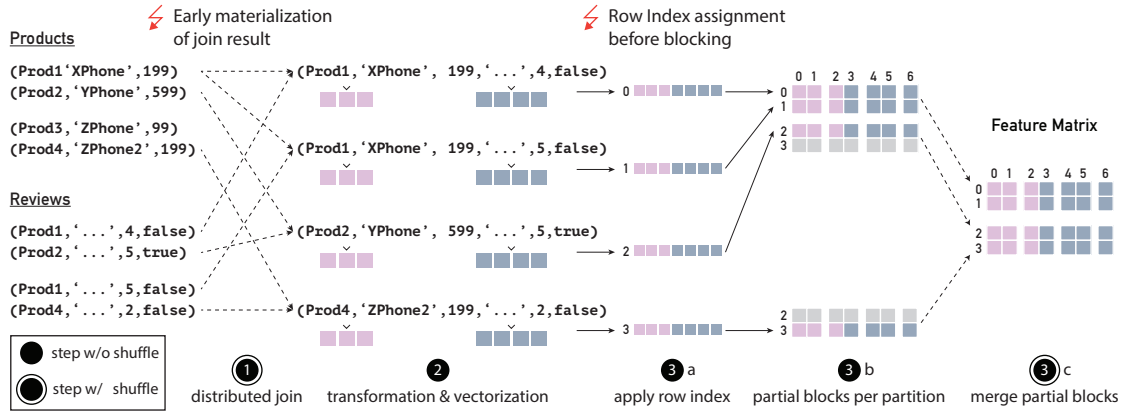 Early materialization
of join result
Row Index assignment
before blocking
Products
(Prod1‘XPhone’,199)
(Prod2,‘YPhone’,599)
(Prod3,‘ZPhone’,99)
(Prod4,‘ZPhone2’,199)
Reviews
(Prod1,‘...’,4,false)
(Prod2,‘...’,5,true)
(Prod1,‘...’,5,false)
(Prod4,‘...’,2,false)
(Prod1,‘XPhone’, 199,‘...’,4,false)
(Prod1,‘XPhone’, 199,‘...’,5,false)
(Prod2,‘YPhone’, 599,‘...’,5,true)
(Prod4,‘ZPhone2’,199,‘...’,2,false)
0
1
2
3
0 1 2 3 4 5 6
0
1
2
3
2
3
Feature Matrix
0 1 2 3 4 5 6
0
1
2
3
step w/o shuffle
step w/ shuffle
1
distributed join
2
transformation & vectorization
3 a
apply row index
3 b
partial blocks per partition
3 c
merge partial blocks